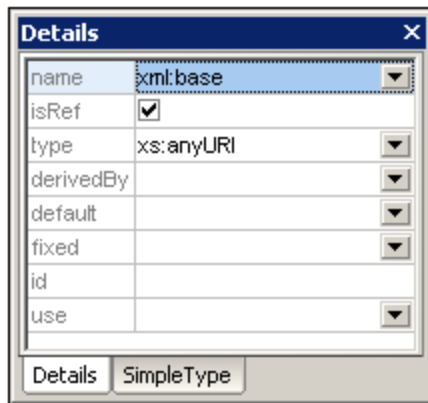 Details
name xml:base
isRef
type xs:anyURI
derivedBy
default
fixed
id
use
Details SimpleType